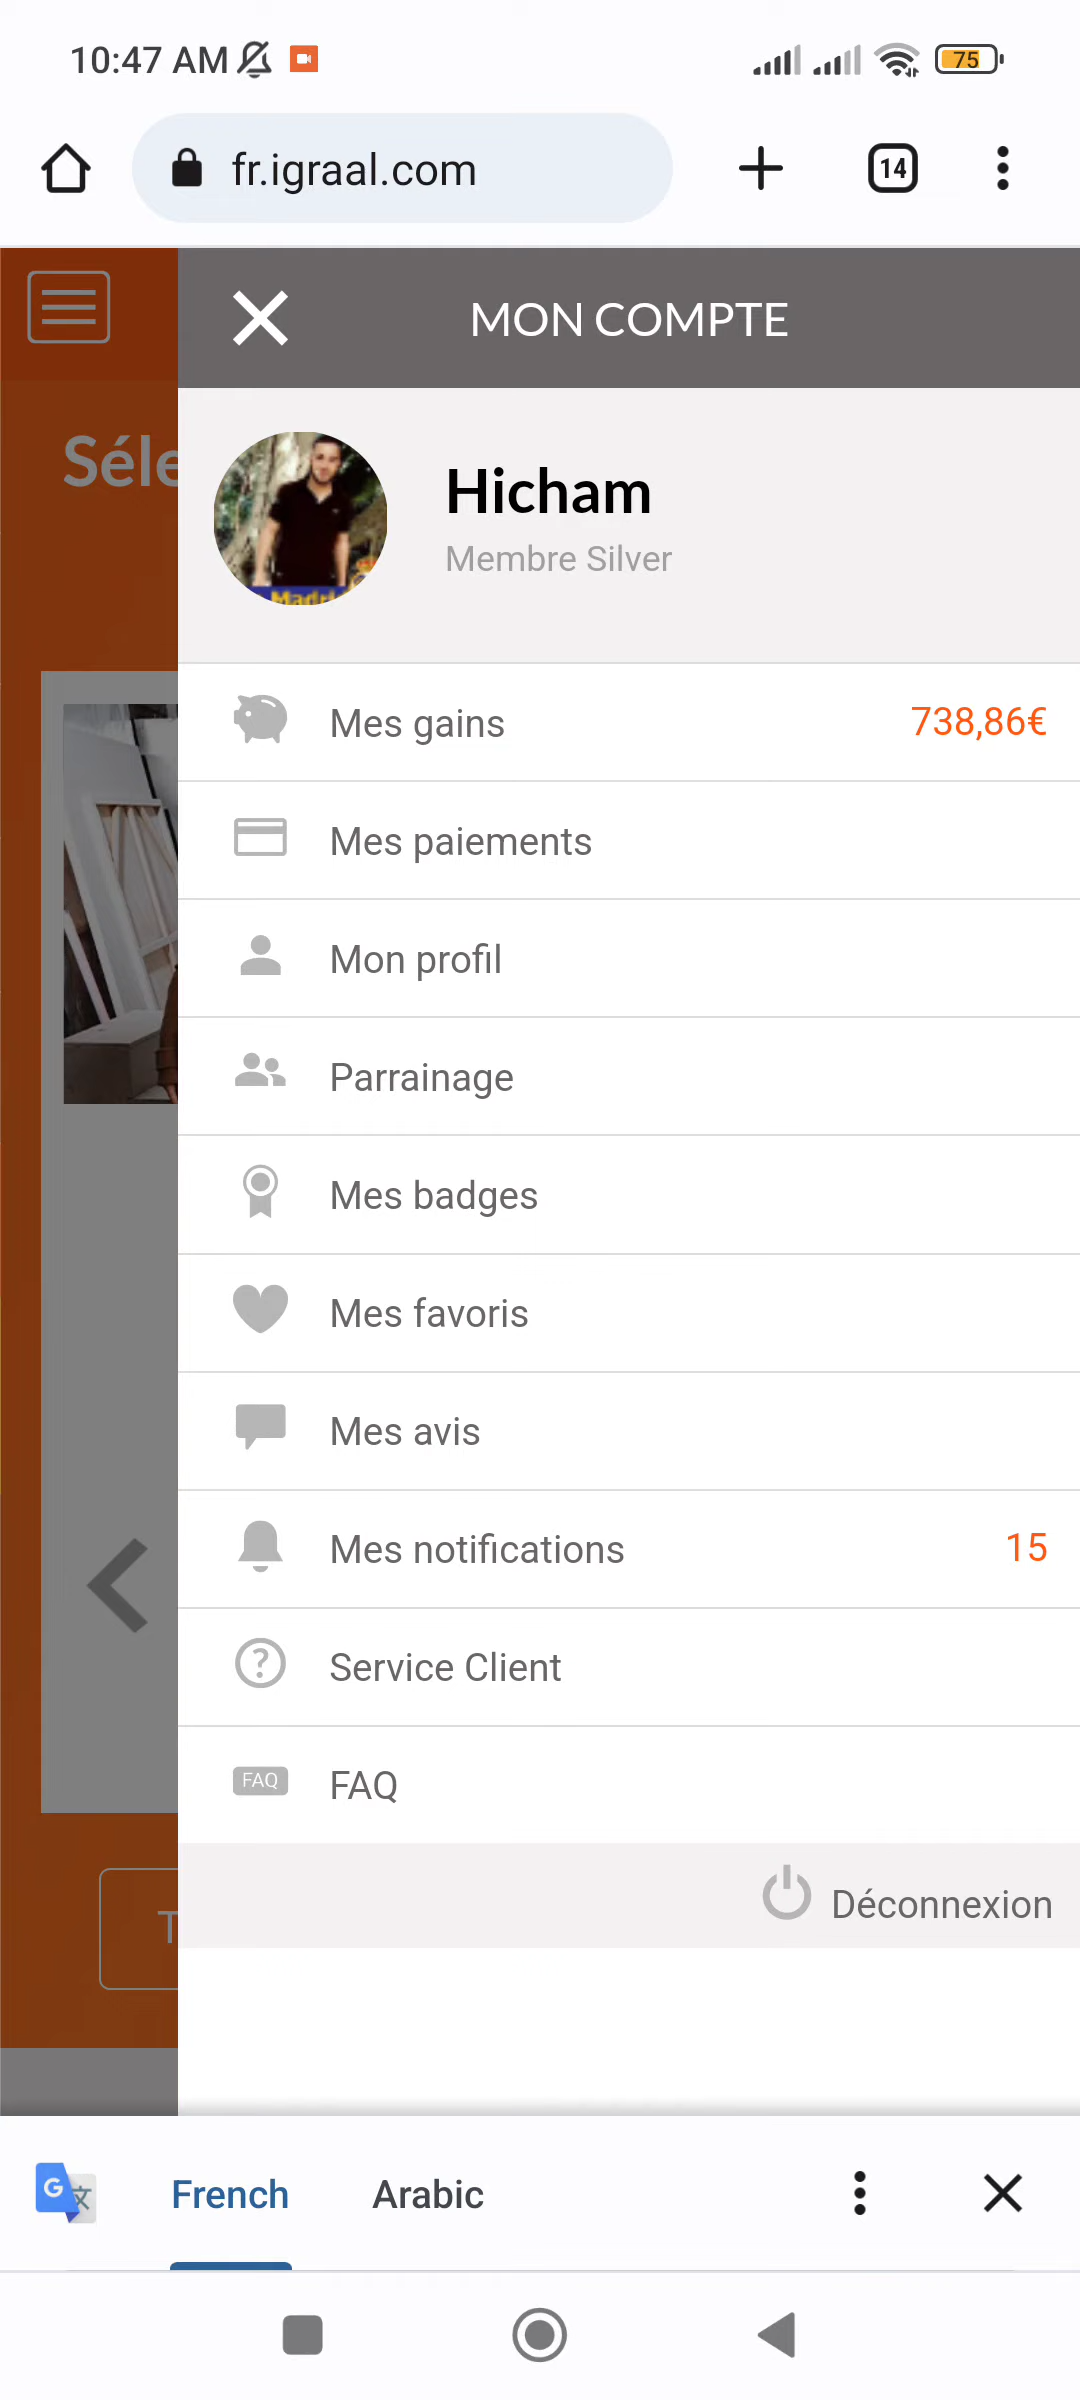 10:47 AM
75
fr.igraal.com
14
MON COMPTE
Séle
Hicham
Membre Silver
Madri
Mes gains
738,86€
Mes paiements
Mon profil
Parrainage
Mes badges
Mes favoris
Mes avis
Mes notifications
15
Service Client
FAQ
FAQ
T
Déconnexion
G 文
French
Arabic